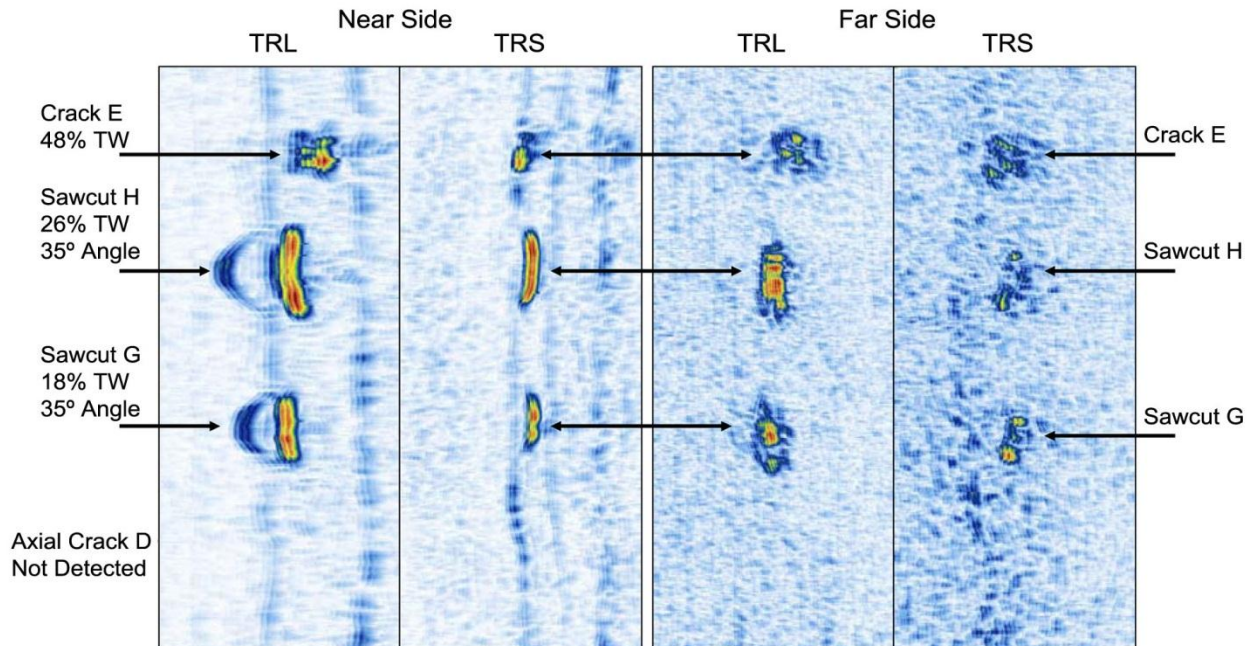 Near Side
Far Side
TRL
TRS
TRL
TRS
Crack E
48% TW
Sawcut H
26% TW
35º Angle
Sawcut G
18% TW
35º Angle
Axial Crack D
Not Detected
Crack E
Sawcut H
Sawcut G